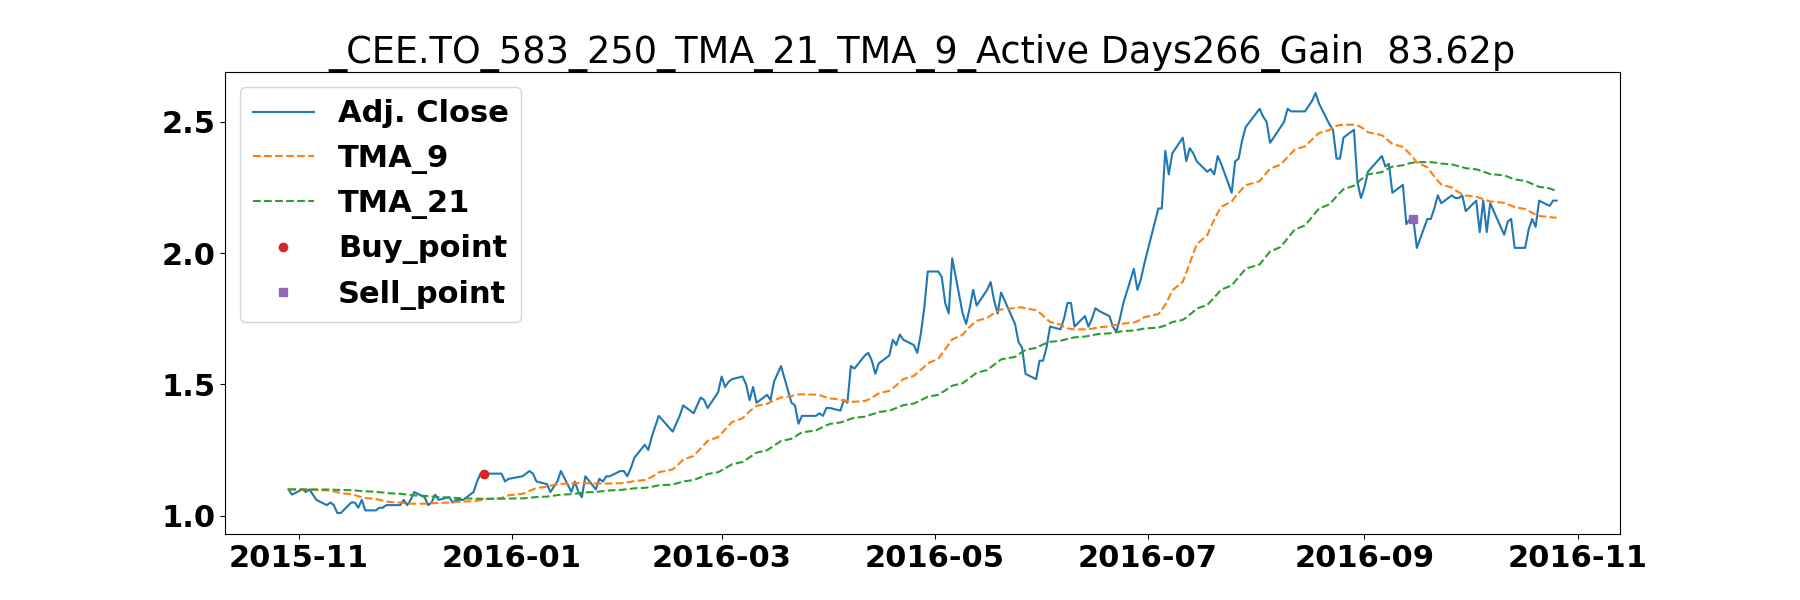 _CEE.TO_583_250_TMA_21_TMA_9_Active Days266_Gain  83.62p
Adj. Close
TMA_9
TMA_21
Buy_point
Sell_point
2.5
2.0
1.5
1.0
2015-11 2016-01 2016-03 2016-05 2016-07 2016-09 2016-11